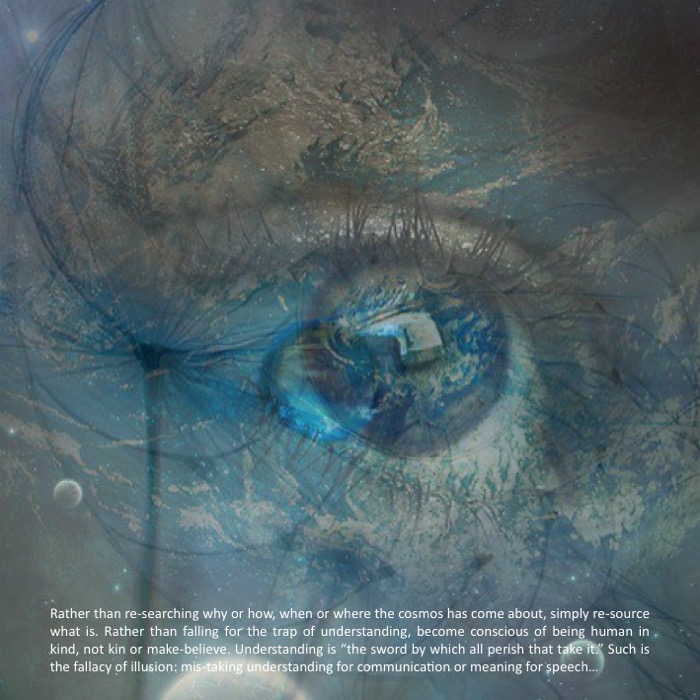 Rather than re-searching why or how, when or where the cosmos has come about, simply re-source
what is. Rather than falling for the trap of understanding, become conscious of being human in
kind, not kin or make-believe. Understanding is “the sword by which all perish that take it.” Such is
the fallacy of illusion: mis-taking understanding for communication or meaning for speech...